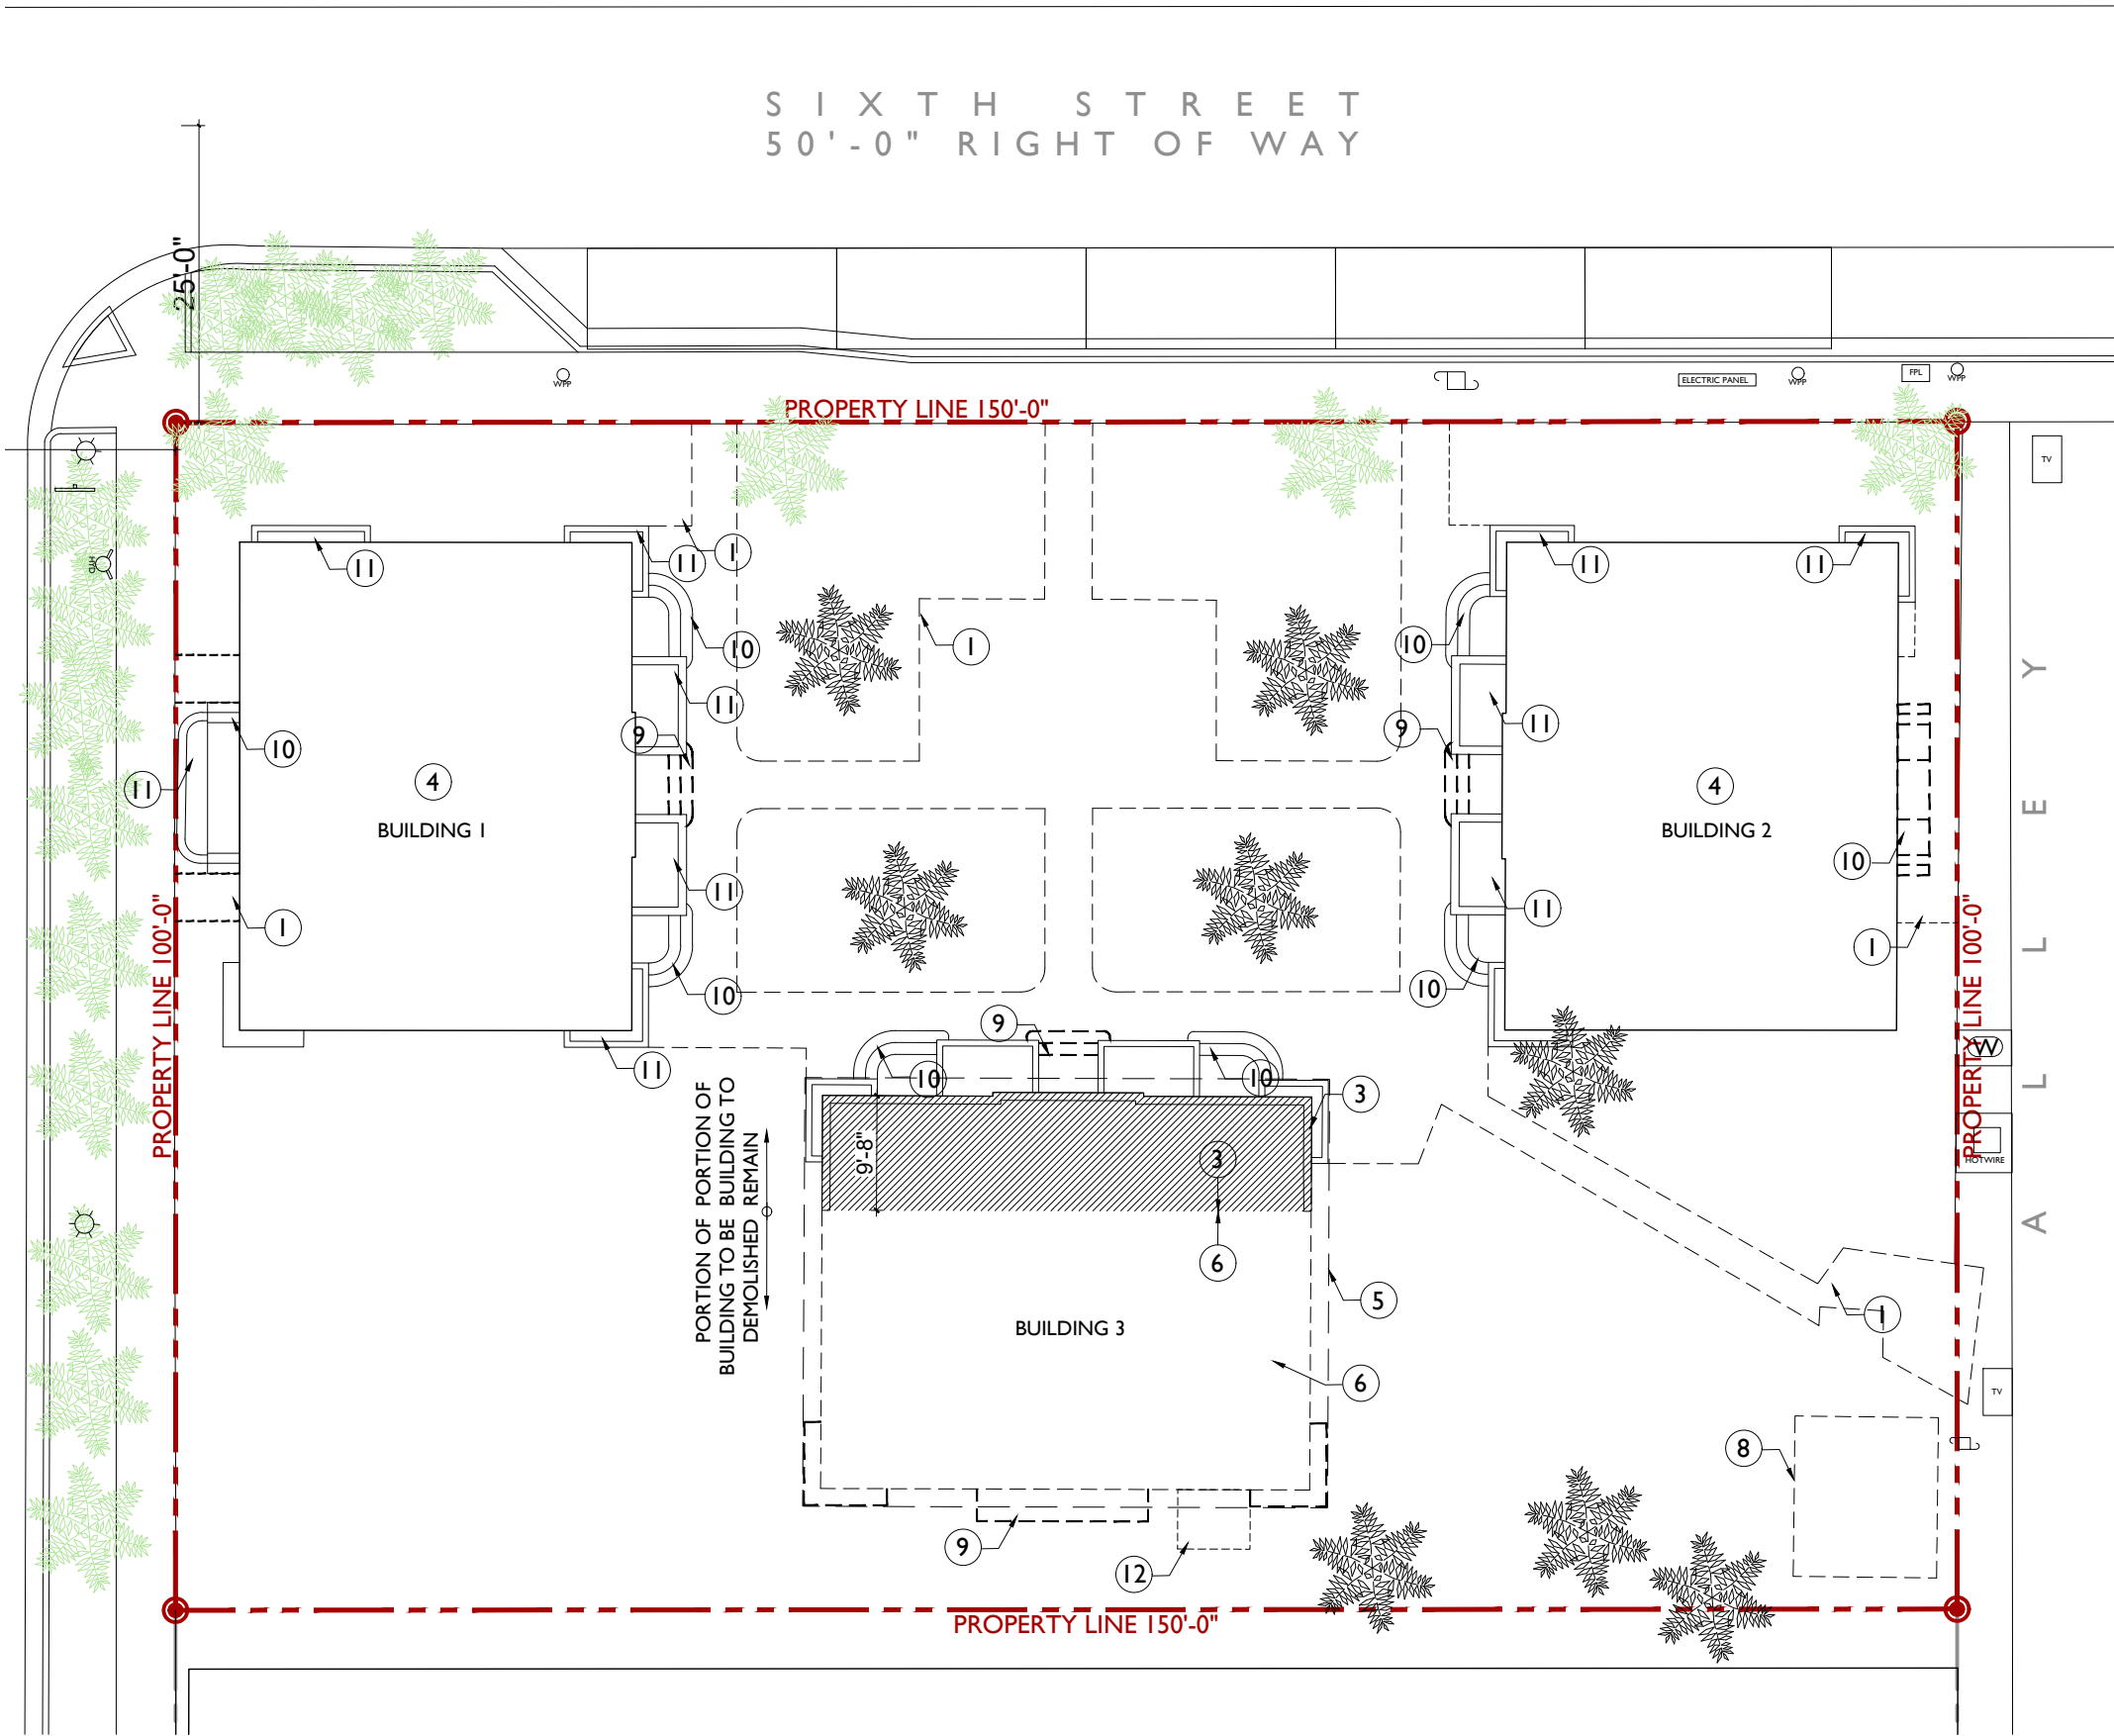 SIXTH STREET
50'-0" RIGHT OF WAY
25'-0"
WPP
ELECTRIC PANEL
WPP
FPL
WPP
PROPERTY LINE 150'-0"
TV
HYD
11
11
1
11
11
10
1
10
11
9
9
11
10
11
4
BUILDING 1
4
BUILDING 2
10
11
11
1
1
10
10
11
PROPERTY LINE 100'-0"
PROPERTY LINE 100'-0"
ALLEY
9
10
10
3
W
HOTWIRE
9'-8"
3
6
PORTION OF PORTION OF
BUILDING TO BE BUILDING TO
DEMOLISHED REMAIN
BUILDING 3
5
1
6
TV
8
9
12
PROPERTY LINE 150'-0"